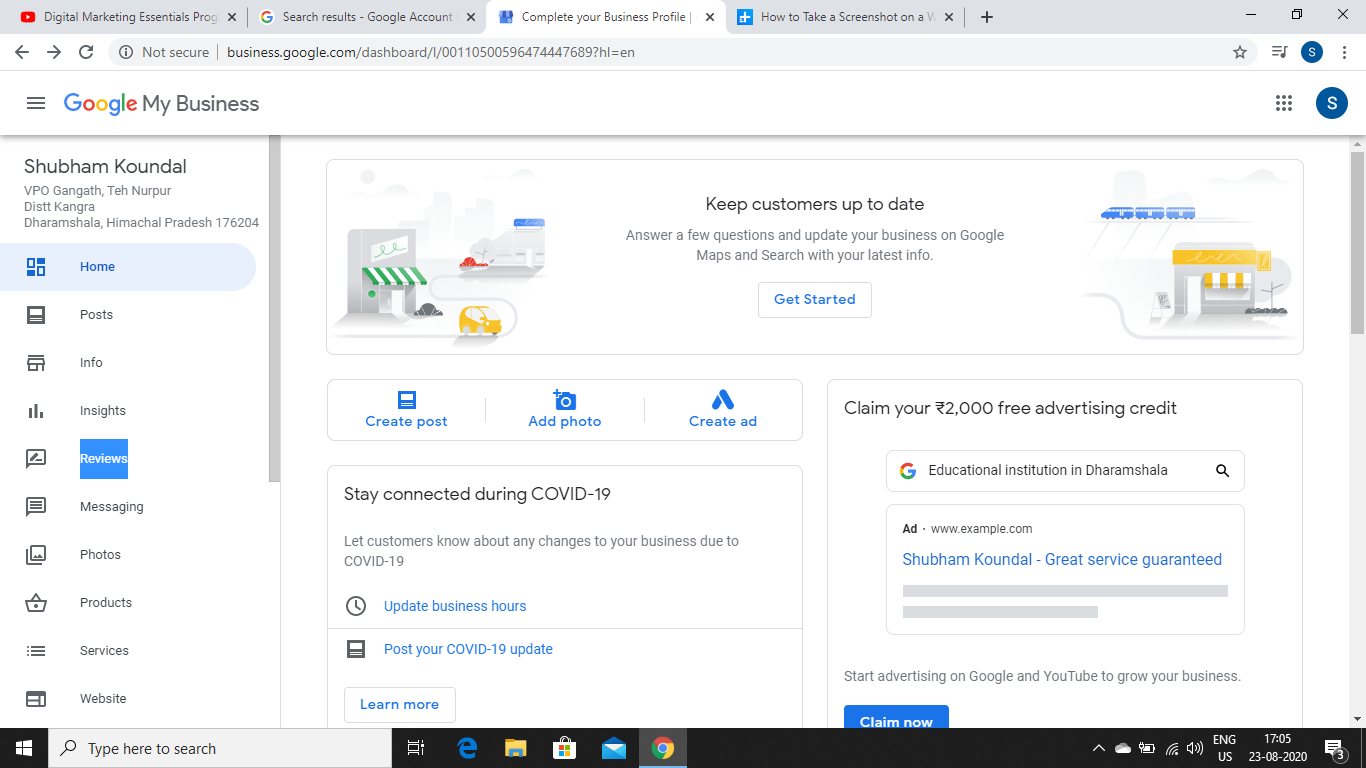 Digital Marketing Essentials Prog
Search results - Google Account
Complete your Business Profile |
How to Take a Screenshot on a W
Not secure
business.google.com/dashboard/l/00110500596474447689?hl=en
S
Google My Business
S
Shubham Koundal
VPO Gangath, Teh Nurpur
Distt Kangra
Dharamshala, Himachal Pradesh 176204
Home
Posts
Info
Insights
Reviews
Messaging
Photos
Products
Services
Website
Keep customers up to date
Answer a few questions and update your business on Google
Maps and Search with your latest info.
Get Started
Create post
Add photo
Create ad
Stay connected during COVID-19
Let customers know about any changes to your business due to
COVID-19
Update business hours
Post your COVID-19 update
Learn more
Claim your ₹2,000 free advertising credit
Educational institution in Dharamshala
Ad · www.example.com
Shubham Koundal - Great service guaranteed
Start advertising on Google and YouTube to grow your business.
Claim now
Type here to search
ENG
US
17:05
23-08-2020
3